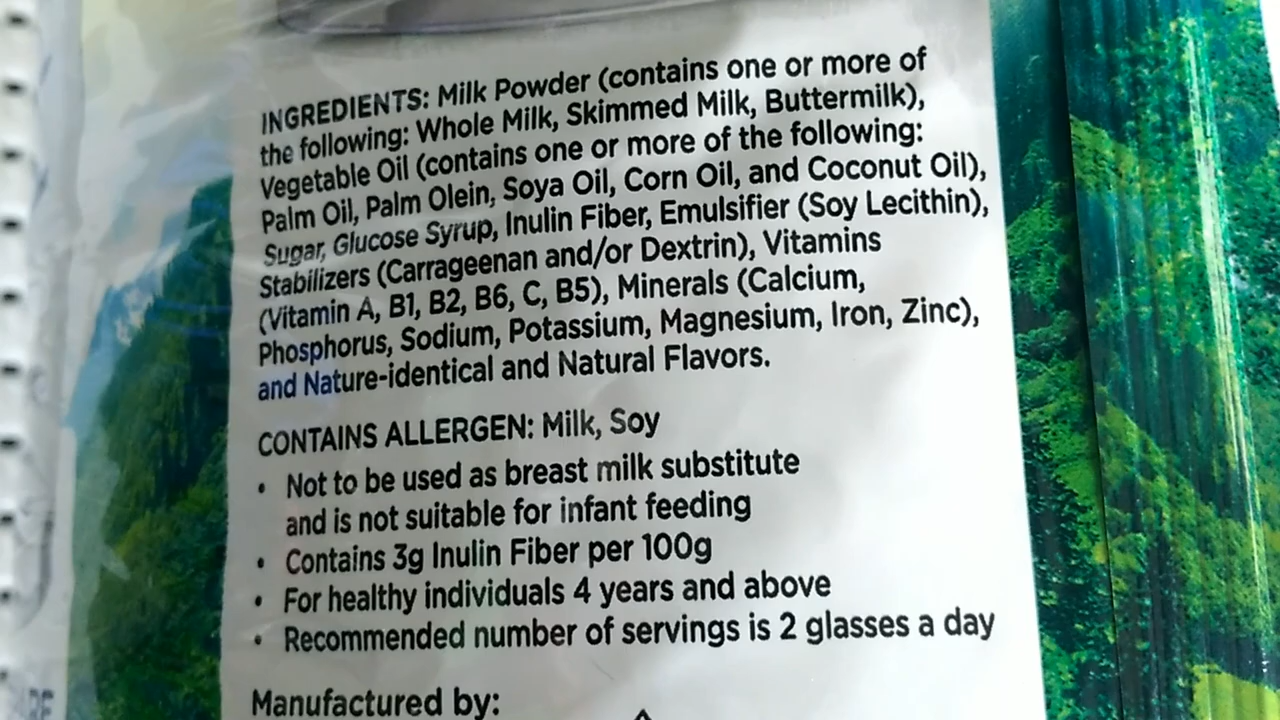 INGREDIENTS: Milk Powder (contains one or more of
the following: Whole Milk, Skimmed Milk, Buttermilk),
Vegetable Oil (contains one or more of the following:
Palm Oil, Palm Olein, Soya Oil, Corn Oil, and Coconut Oil),
Sugar, Glucose Syrup, Inulin Fiber, Emulsifier (Soy Lecithin),
Stabilizers (Carrageenan and/or Dextrin), Vitamins
(Vitamin A, B1, B2, B6, C, B5), Minerals (Calcium,
Phosphorus, Sodium, Potassium, Magnesium, Iron, Zinc),
and Nature-identical and Natural Flavors.
CONTAINS ALLERGEN: Milk, Soy
• Not to be used as breast milk substitute
and is not suitable for infant feeding
• Contains 3g Inulin Fiber per 100g
• For healthy individuals 4 years and above
• Recommended number of servings is 2 glasses a day
Manufactured by: